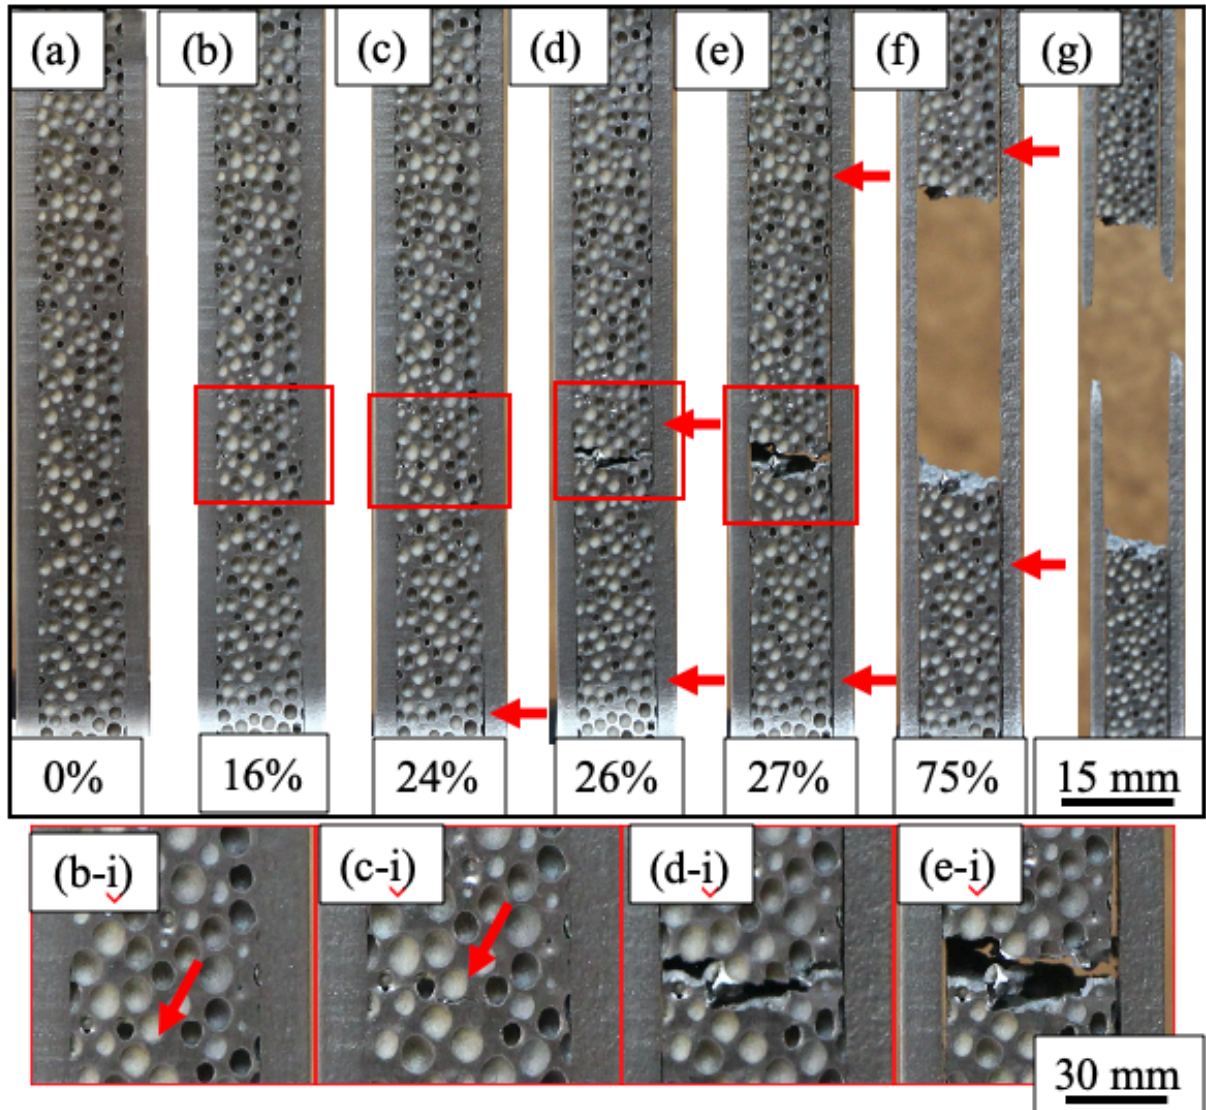 (a) (b) (c) (d) (e) (f) (g)
0% 16% 24% 26% 27% 75% 15 mm
(b-i) (c-i) (d-i) (e-i)
30 mm